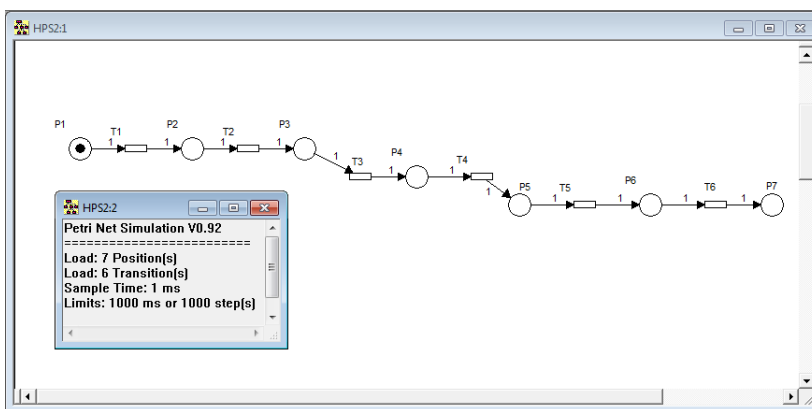 HPS2:1
P1 T1 P2 T2 P3
1 1 1 1
1 T3 P4 T4
1 1
1 P5 T5 P6 T6 P7
1 1 1 1
HPS2:2
Petri Net Simulation V0.92
==========================
Load: 7 Position(s)
Load: 6 Transition(s)
Sample Time: 1 ms
Limits: 1000 ms or 1000 step(s)